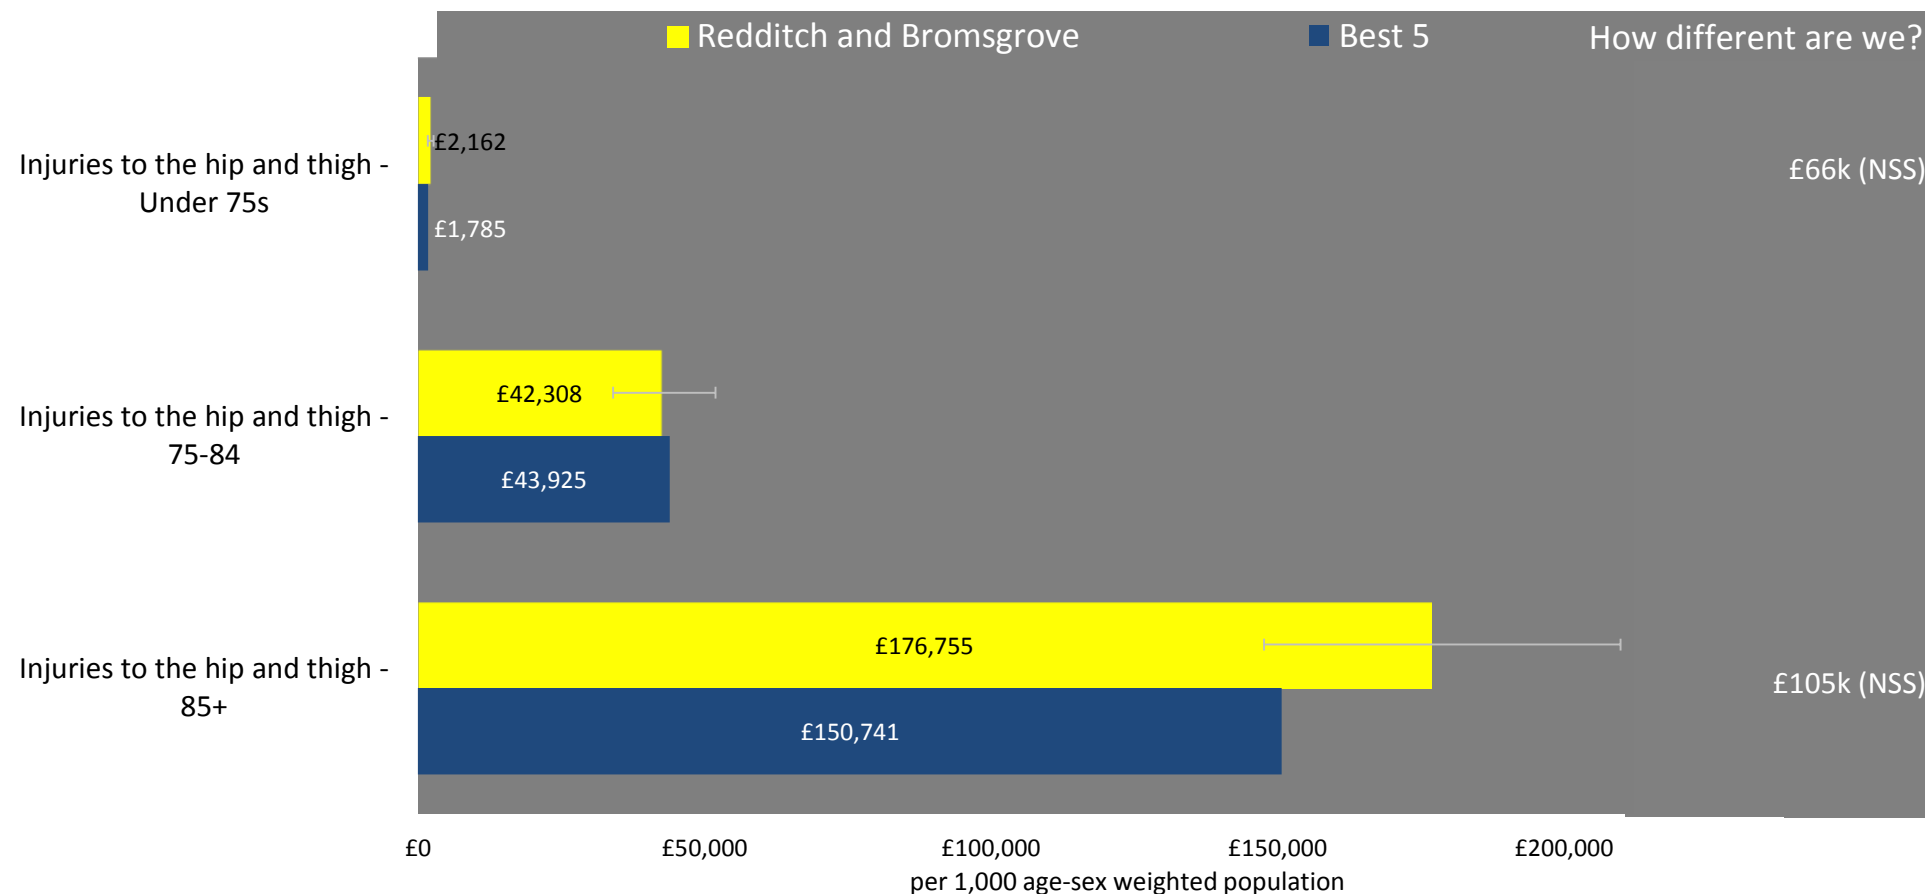 Redditch and Bromsgrove Best 5 How different are we?
Injuries to the hip and thigh -
Under 75s
£2,162
£1,785
£66k (NSS)
Injuries to the hip and thigh -
75-84
£42,308
£43,925
Injuries to the hip and thigh -
85+
£176,755
£150,741
£105k (NSS)
£0 £50,000 £100,000 £150,000 £200,000
per 1,000 age-sex weighted population